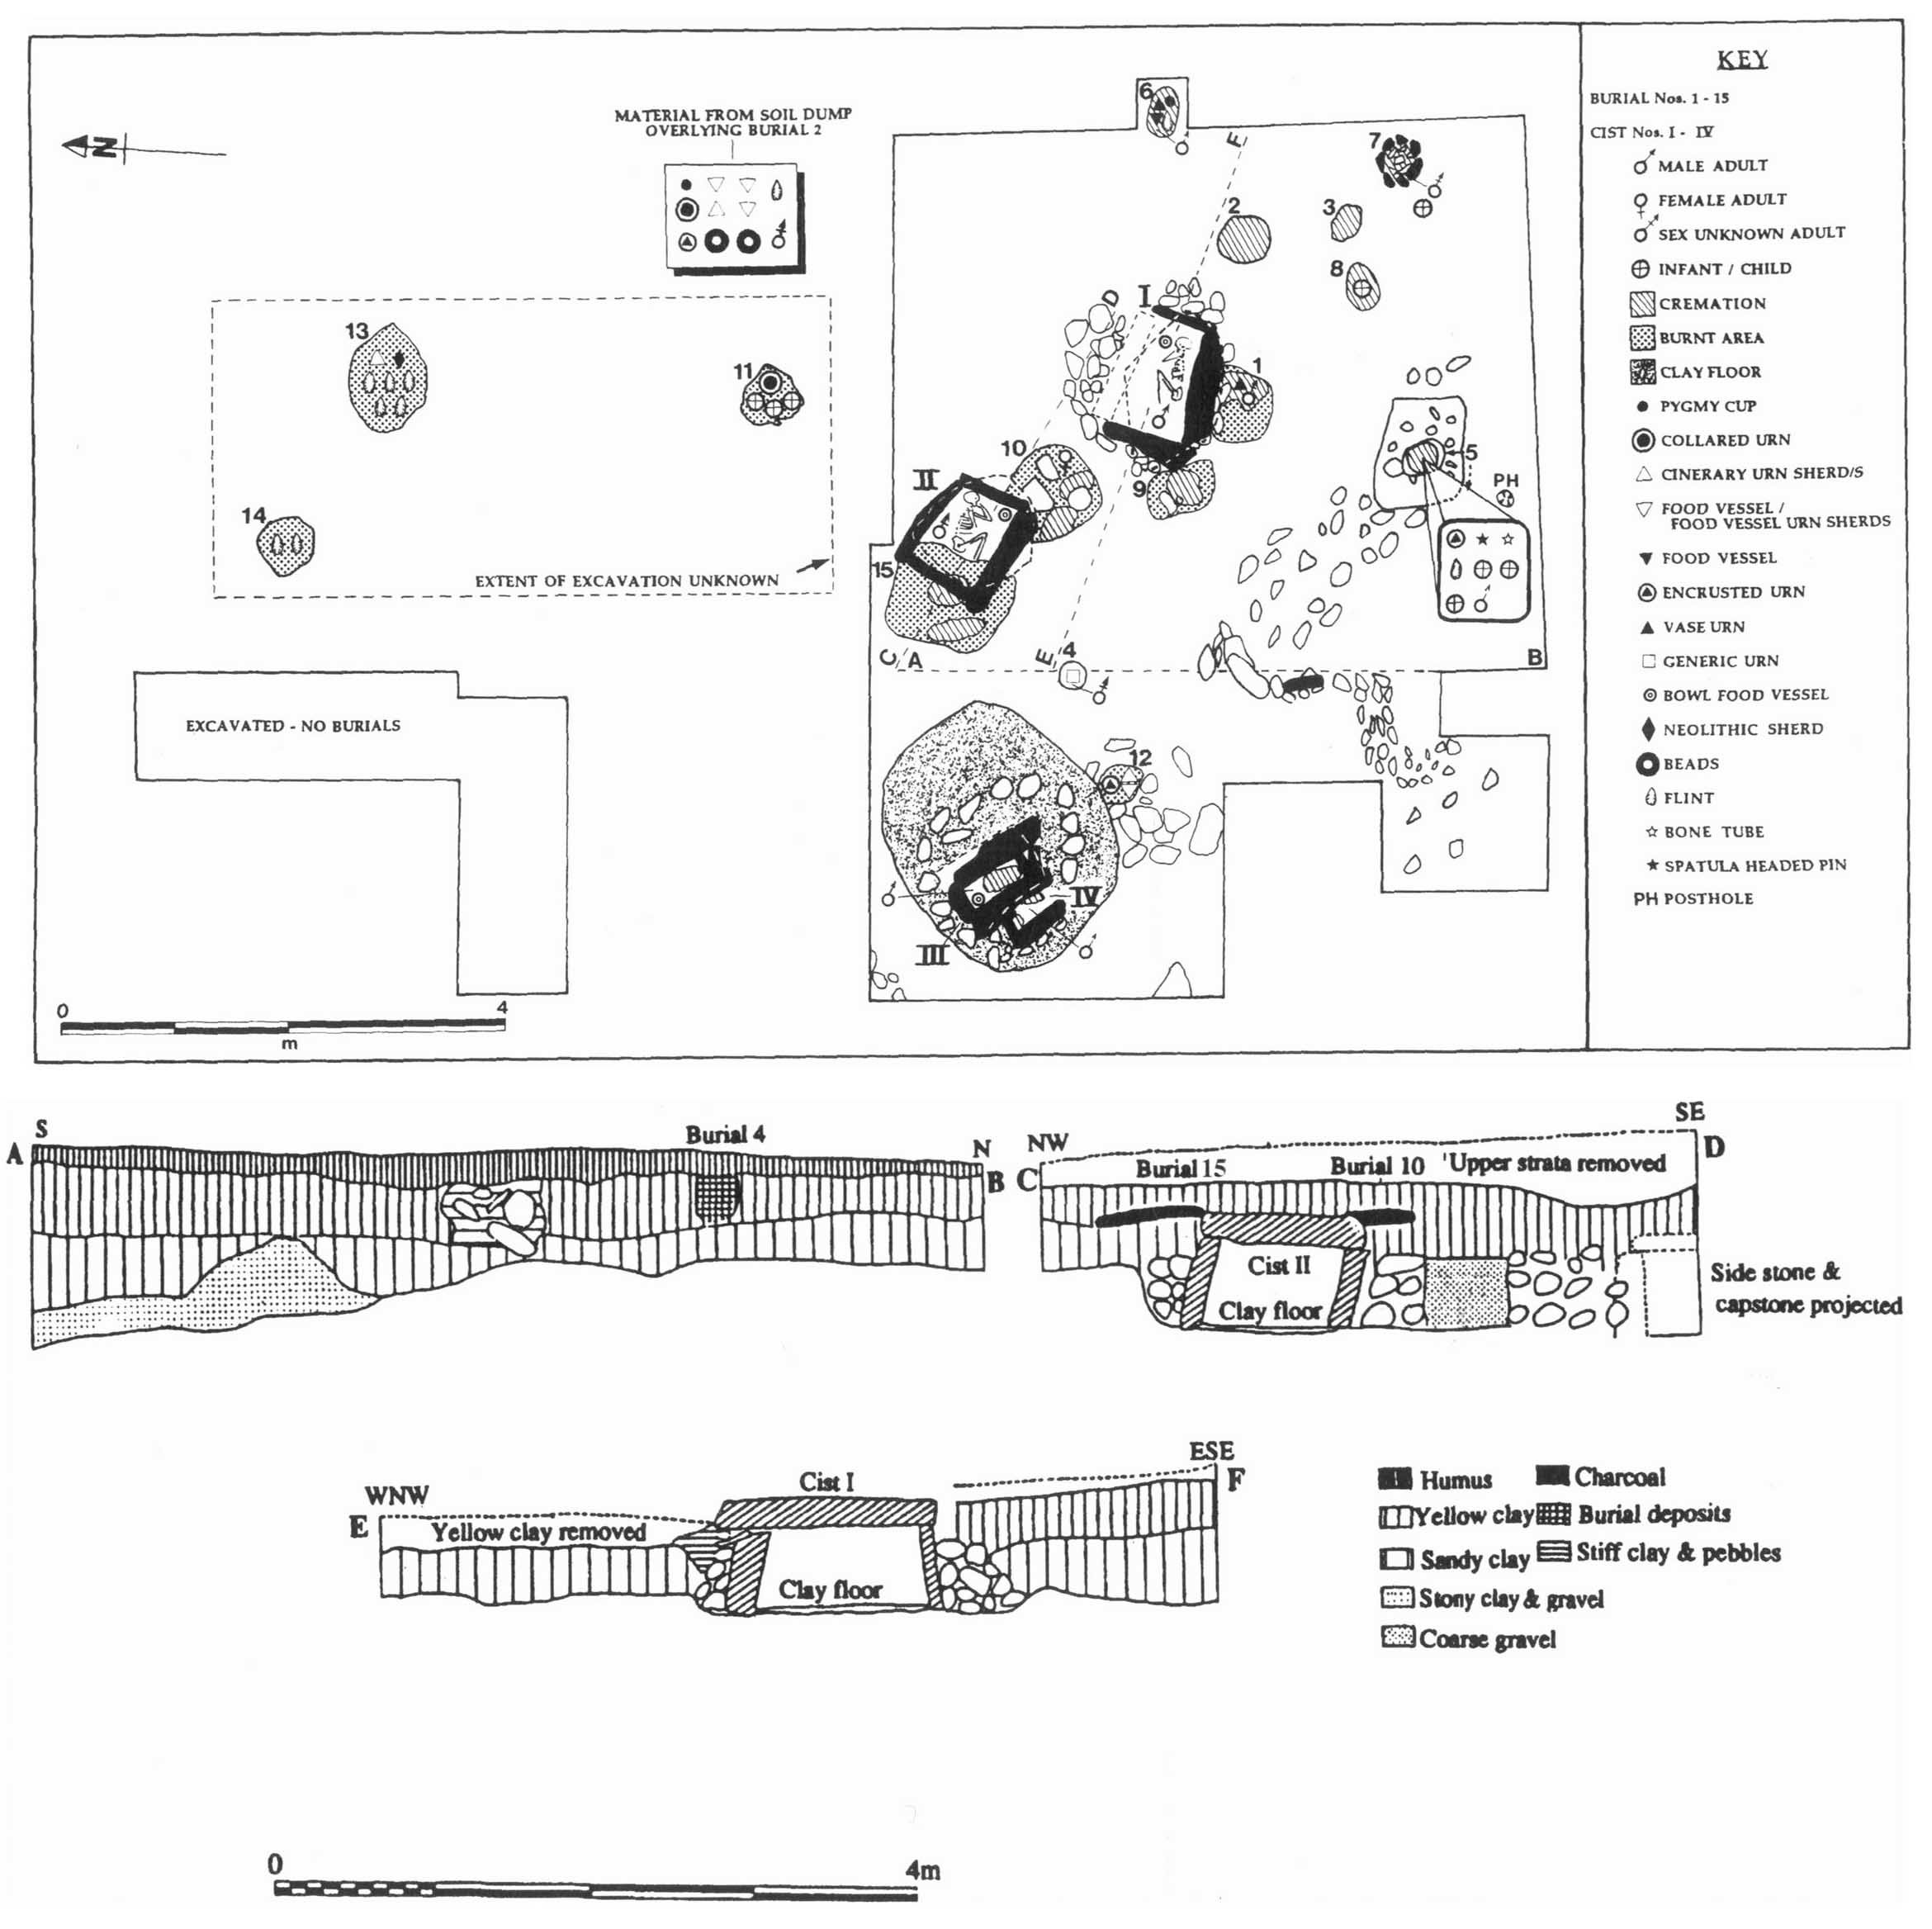 MATERIAL FROM SOIL DUMP
OVERLYING BURIAL 2
N
6
F
7
2
3
8
D
I
1
13
11
10
9
5
PH
II
14
15
EXTENT OF EXCAVATION UNKNOWN
C
A
E
4
B
EXCAVATED - NO BURIALS
12
IV
III
0
4
m
KEY
BURIAL Nos. 1 - 15
CIST Nos. I - IV
MALE ADULT
FEMALE ADULT
SEX UNKNOWN ADULT
INFANT / CHILD
CREMATION
BURNT AREA
CLAY FLOOR
PYGMY CUP
COLLARED URN
CINERARY URN SHERD/S
FOOD VESSEL /
FOOD VESSEL URN SHERDS
FOOD VESSEL
ENCRUSTED URN
VASE URN
GENERIC URN
BOWL FOOD VESSEL
NEOLITHIC SHERD
BEADS
FLINT
BONE TUBE
SPATULA HEADED PIN
PH POSTHOLE
S
A
Burial 4
N
B
NW
C
Burial 15
Burial 10
'Upper strata removed
SE
D
Cist II
Clay floor
Side stone &
capstone projected
WNW
E
Yellow clay removed
Cist I
Clay floor
ESE
F
Humus
Charcoal
Yellow clay
Burial deposits
Sandy clay
Stiff clay & pebbles
Stony clay & gravel
Coarse gravel
0
4m